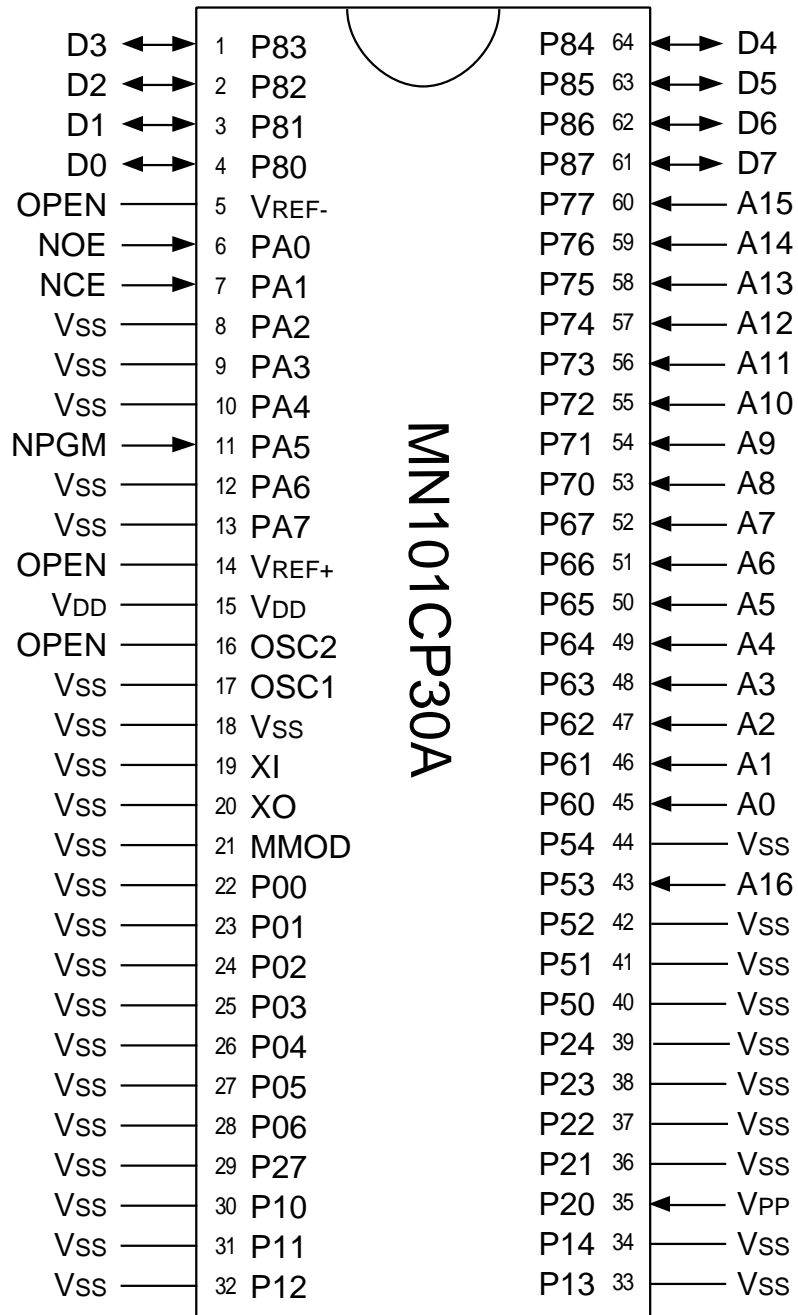 D3 1 P83 P84 64 D4
D2 2 P82 P85 63 D5
D1 3 P81 P86 62 D6
D0 4 P80 P87 61 D7
OPEN 5 VREF- P77 60 A15
NOE 6 PA0 P76 59 A14
NCE 7 PA1 P75 58 A13
VSS 8 PA2 P74 57 A12
VSS 9 PA3 P73 56 A11
VSS 10 PA4 P72 55 A10
NPGM 11 PA5 P71 54 A9
VSS 12 PA6 P70 53 A8
VSS 13 PA7 P67 52 A7
OPEN 14 VREF+ P66 51 A6
VDD 15 VDD P65 50 A5
OPEN 16 OSC2 P64 49 A4
VSS 17 OSC1 P63 48 A3
VSS 18 VSS P62 47 A2
VSS 19 XI P61 46 A1
VSS 20 XO P60 45 A0
VSS 21 MMOD P54 44 VSS
VSS 22 P00 P53 43 A16
VSS 23 P01 P52 42 VSS
VSS 24 P02 P51 41 VSS
VSS 25 P03 P50 40 VSS
VSS 26 P04 P24 39 VSS
VSS 27 P05 P23 38 VSS
VSS 28 P06 P22 37 VSS
VSS 29 P27 P21 36 VSS
VSS 30 P10 P20 35 VPP
VSS 31 P11 P14 34 VSS
VSS 32 P12 P13 33 VSS
MN101CP30A